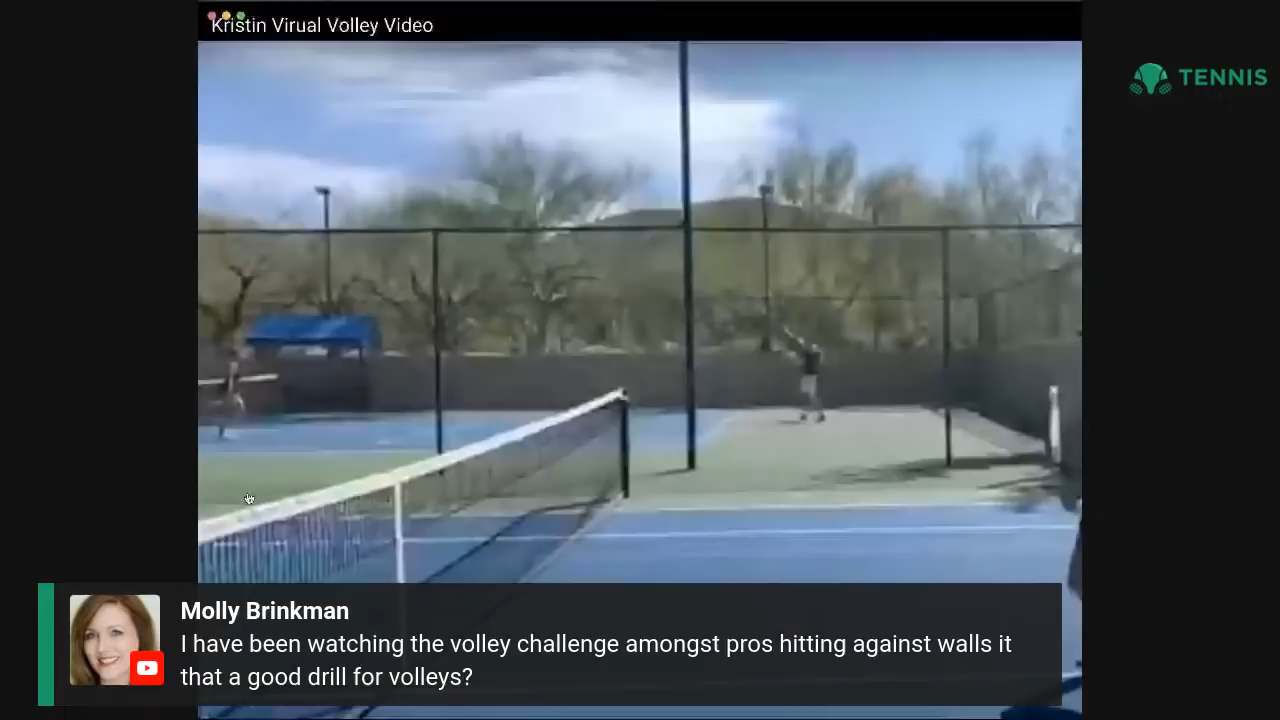 Kristin Virual Volley Video
TENNIS
Molly Brinkman
I have been watching the volley challenge amongst pros hitting against walls it
that a good drill for volleys?